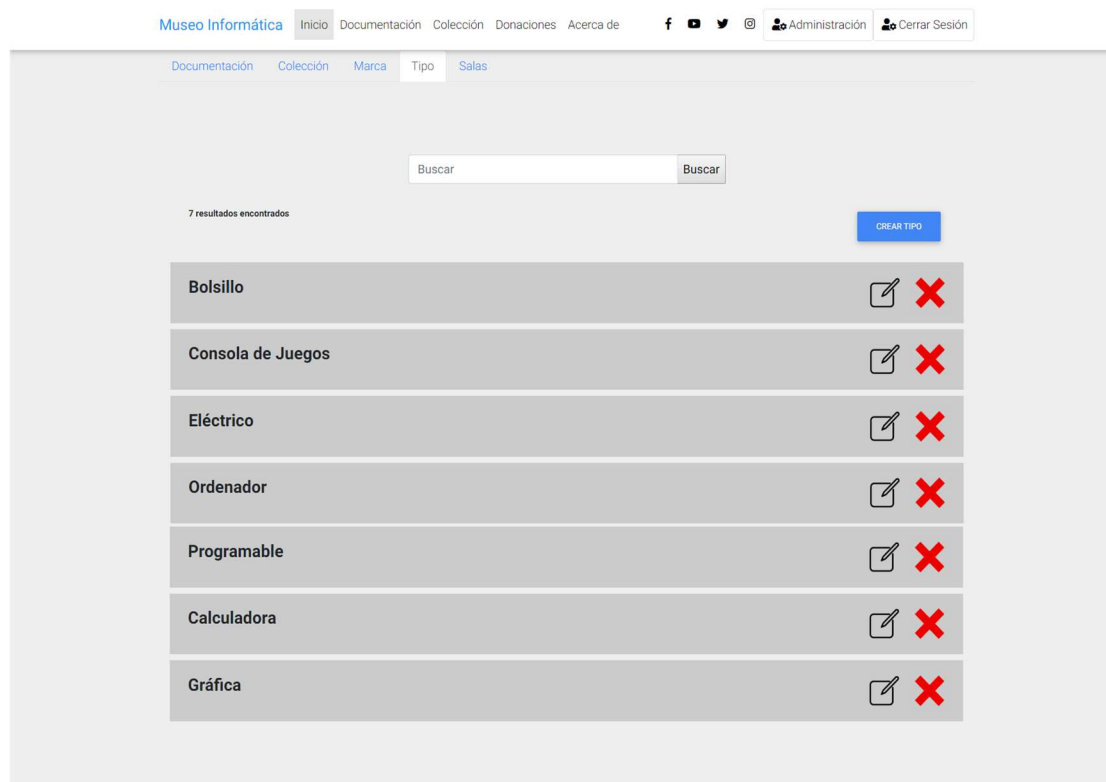 Museo Informática Inicio Documentación Colección Donaciones Acerca de Administración Cerrar Sesión
Documentación Colección Marca Tipo Salas
Buscar Buscar
7 resultados encontrados
CREAR TIPO
Bolsillo
Consola de Juegos
Eléctrico
Ordenador
Programable
Calculadora
Gráfica